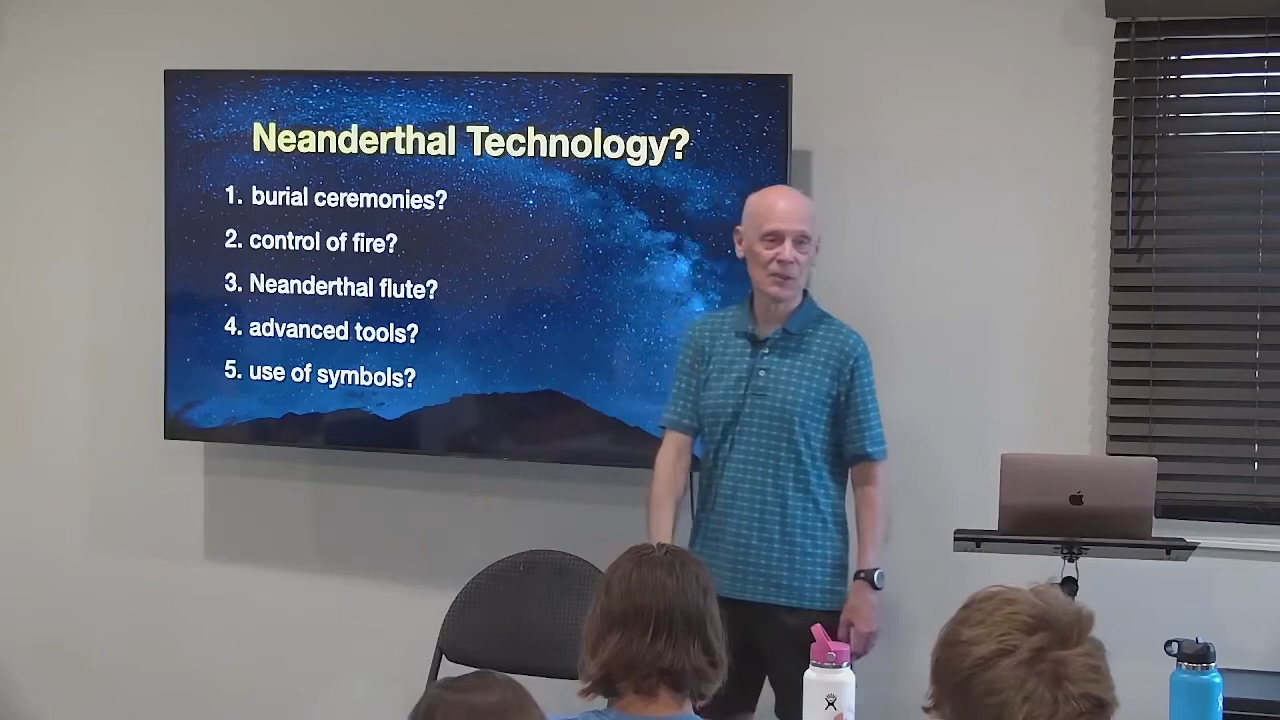 Neanderthal Technology?
1. burial ceremonies?
2. control of fire?
3. Neanderthal flute?
4. advanced tools?
5. use of symbols?